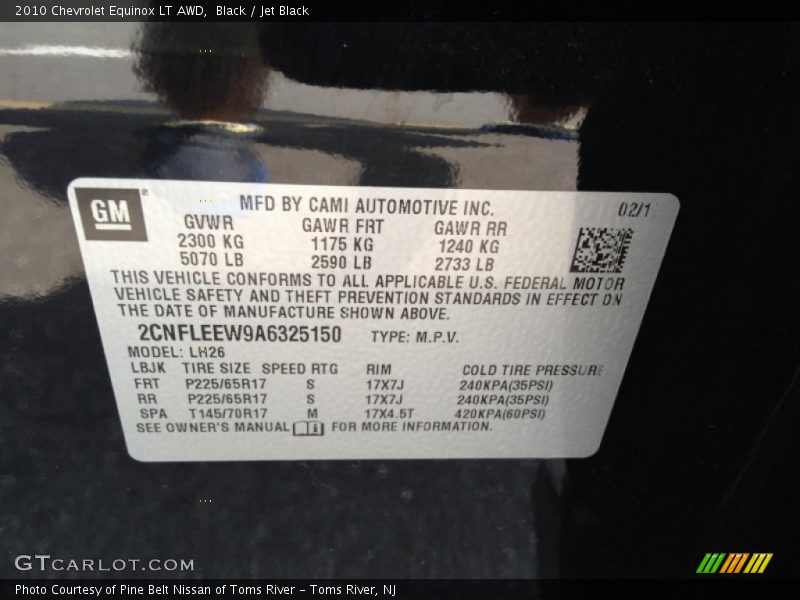 2010 Chevrolet Equinox LT AWD, Black / Jet Black
GM
MFD BY CAMI AUTOMOTIVE INC. 02/1
GVWR GAWR FRT GAWR RR
2300 KG 1175 KG 1240 KG
5070 LB 2590 LB 2733 LB
THIS VEHICLE CONFORMS TO ALL APPLICABLE U.S. FEDERAL MOTOR
VEHICLE SAFETY AND THEFT PREVENTION STANDARDS IN EFFECT ON
THE DATE OF MANUFACTURE SHOWN ABOVE.
2CNFLEEW9A6325150 TYPE: M.P.V.
MODEL: LH26
LBJK TIRE SIZE SPEED RTG RIM COLD TIRE PRESSURE
FRT P225/65R17 S 17X7J 240KPA(35PSI)
RR P225/65R17 S 17X7J 240KPA(35PSI)
SPA T145/70R17 M 17X4.5T 420KPA(60PSI)
SEE OWNER'S MANUAL FOR MORE INFORMATION.
GTCARLOT.COM
Photo Courtesy of Pine Belt Nissan of Toms River – Toms River, NJ